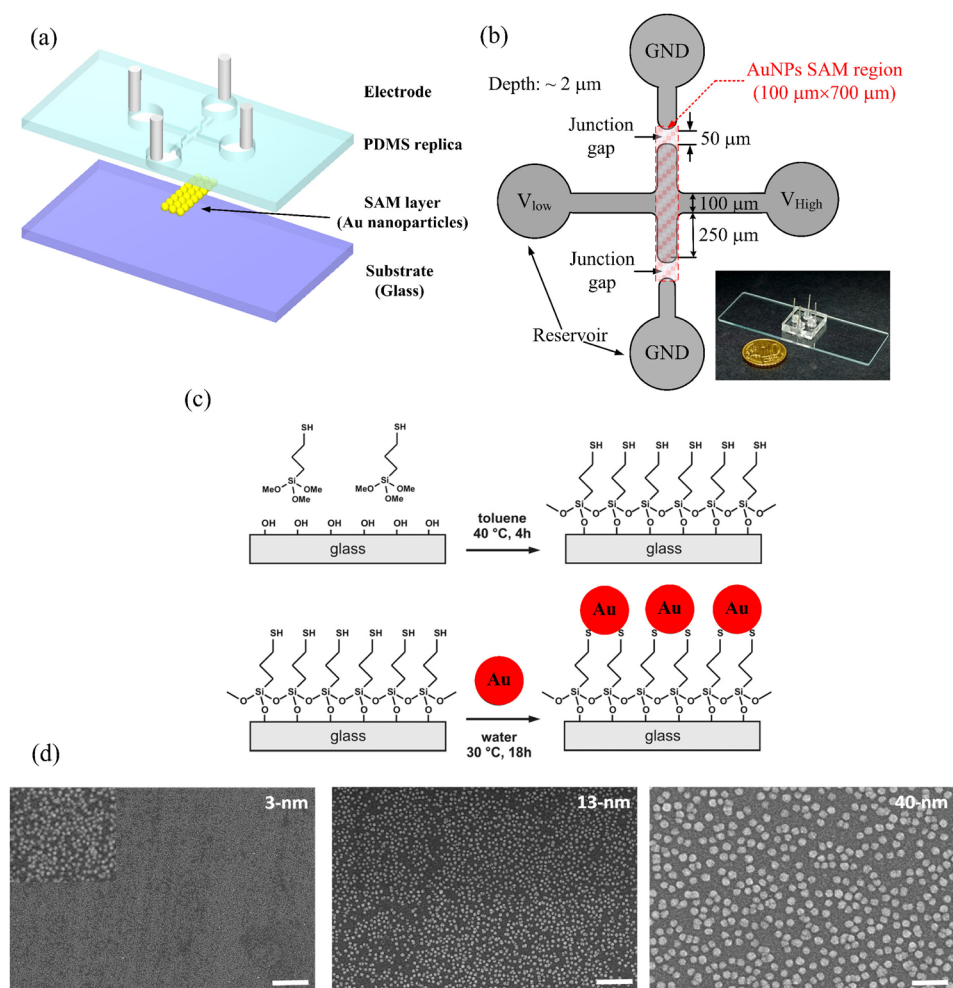 (a)
Electrode
PDMS replica
SAM layer
(Au nanoparticles)
Substrate
(Glass)
(b)
GND
Depth: ~ 2 μm
AuNPs SAM region
(100 μm×700 μm)
Junction
gap
50 μm
V_low
100 μm
V_High
250 μm
Junction
gap
Reservoir
GND
(c)
SH
SH
Si
MeO
OMe
OMe
Si
MeO
OMe
OMe
OH OH OH OH OH OH
glass
toluene
40 °C, 4h
SH SH SH SH SH SH
Si Si Si Si Si Si
O O O O O O O
O O O O O O
glass
SH SH SH SH SH SH
Si Si Si Si Si Si
O O O O O O O
O O O O O O
glass
Au
water
30 °C, 18h
Au Au Au
S S S S S S
Si Si Si Si Si Si
O O O O O O O
O O O O O O
glass
(d)
3-nm
13-nm
40-nm